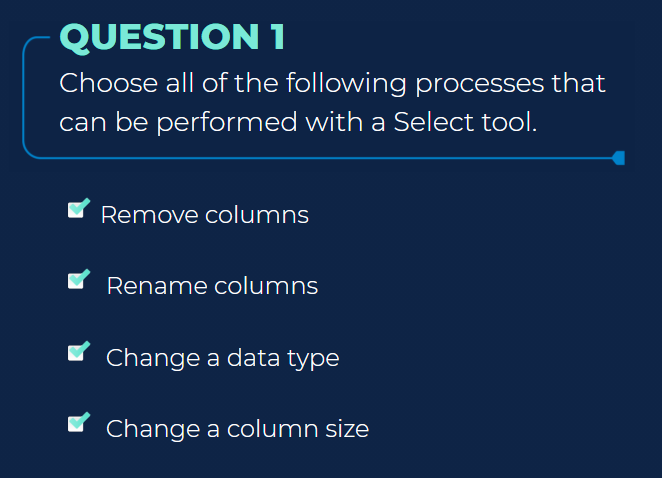 QUESTION 1
Choose all of the following processes that
can be performed with a Select tool.
Remove columns
Rename columns
Change a data type
Change a column size